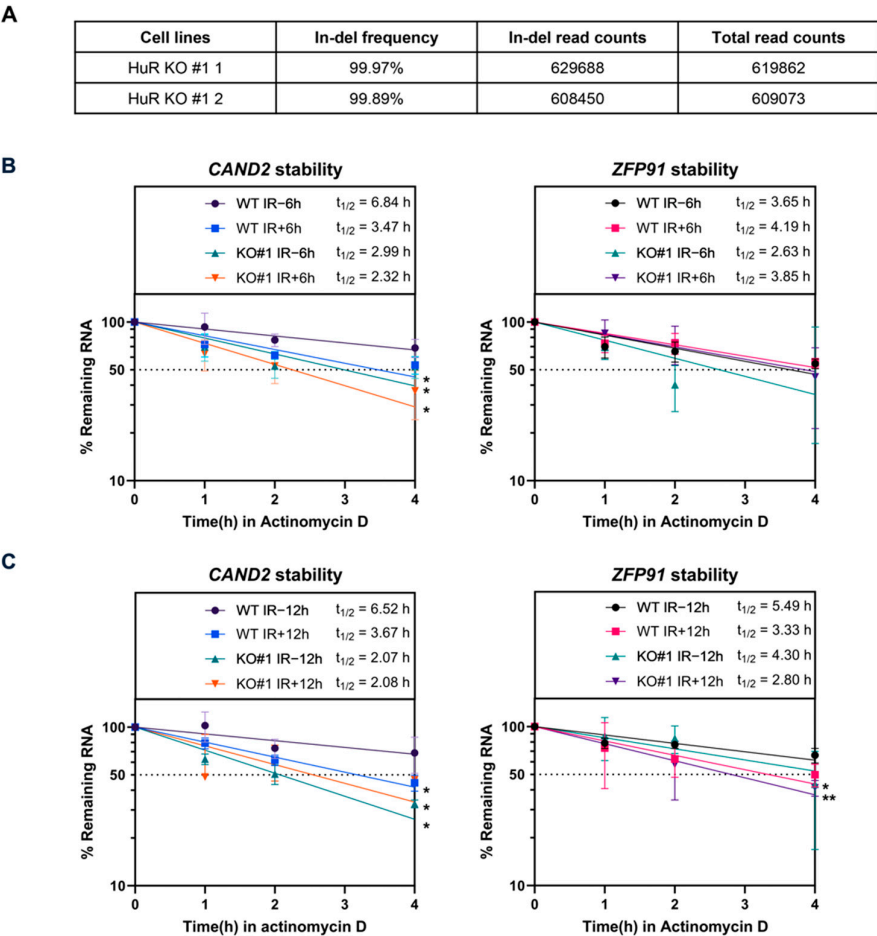 A
Cell lines In-del frequency In-del read counts Total read counts
HuR KO #1 1 99.97% 629688 619862
HuR KO #1 2 99.89% 608450 609073
B
CAND2 stability
WT IR−6h t1/2 = 6.84 h
WT IR+6h t1/2 = 3.47 h
KO#1 IR−6h t1/2 = 2.99 h
KO#1 IR+6h t1/2 = 2.32 h
100
50
10
% Remaining RNA
*
*
*
0 1 2 3 4
Time(h) in Actinomycin D
ZFP91 stability
WT IR−6h t1/2 = 3.65 h
WT IR+6h t1/2 = 4.19 h
KO#1 IR−6h t1/2 = 2.63 h
KO#1 IR+6h t1/2 = 3.85 h
100
50
10
% Remaining RNA
0 1 2 3 4
Time(h) in Actinomycin D
C
CAND2 stability
WT IR−12h t1/2 = 6.52 h
WT IR+12h t1/2 = 3.67 h
KO#1 IR−12h t1/2 = 2.07 h
KO#1 IR+12h t1/2 = 2.08 h
100
50
10
% Remaining RNA
*
*
*
0 1 2 3 4
Time(h) in actinomycin D
ZFP91 stability
WT IR−12h t1/2 = 5.49 h
WT IR+12h t1/2 = 3.33 h
KO#1 IR−12h t1/2 = 4.30 h
KO#1 IR+12h t1/2 = 2.80 h
100
50
10
% Remaining RNA
*
**
0 1 2 3 4
Time(h) in Actinomycin D